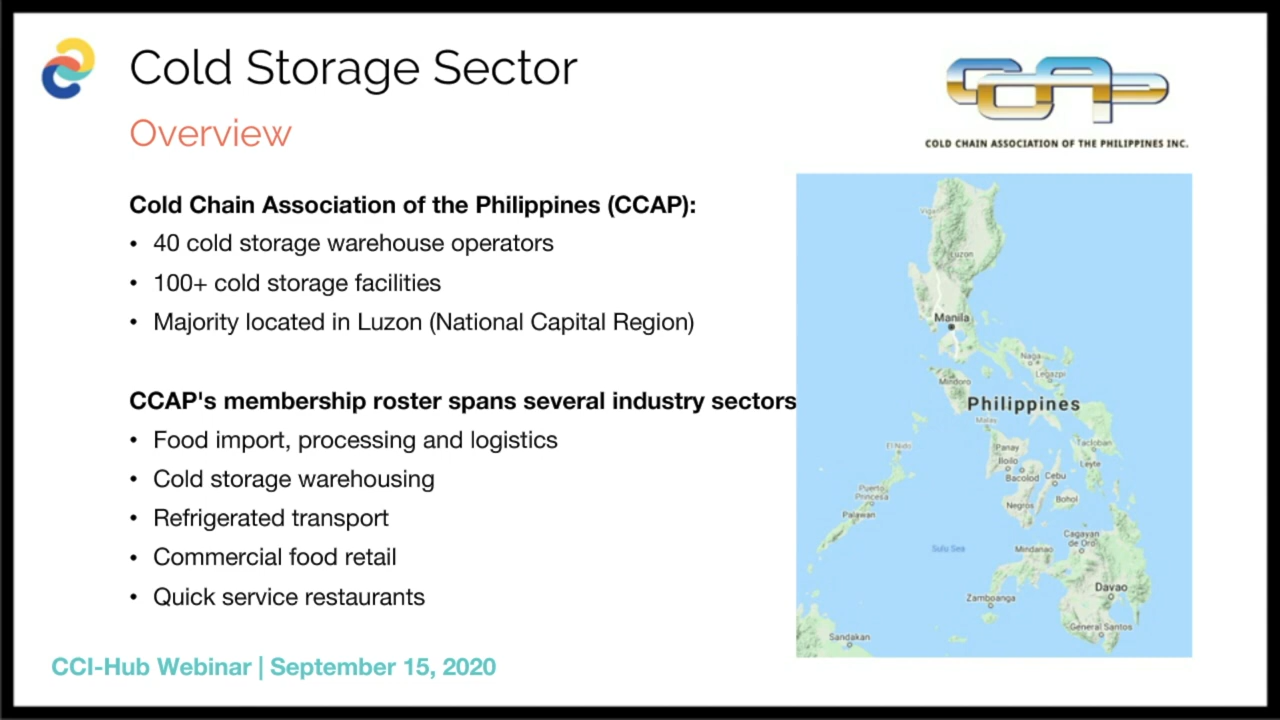 Cold Storage Sector
Overview
CCAP
COLD CHAIN ASSOCIATION OF THE PHILIPPINES INC.
Cold Chain Association of the Philippines (CCAP):
• 40 cold storage warehouse operators
• 100+ cold storage facilities
• Majority located in Luzon (National Capital Region)
CCAP's membership roster spans several industry sectors
• Food import, processing and logistics
• Cold storage warehousing
• Refrigerated transport
• Commercial food retail
• Quick service restaurants
Luzon
Manila
Naga
Legazpi
Mindoro
Philippines
El Nido
Panay
Iloilo
Bacolod
Cebu
Tacloban
Leyte
Puerto
Princesa
Negros
Bohol
Palawan
Cagayan
de Oro
Sulu Sea
Mindanao
Davao
Zamboanga
General Santos
Sandakan
CCI-Hub Webinar | September 15, 2020